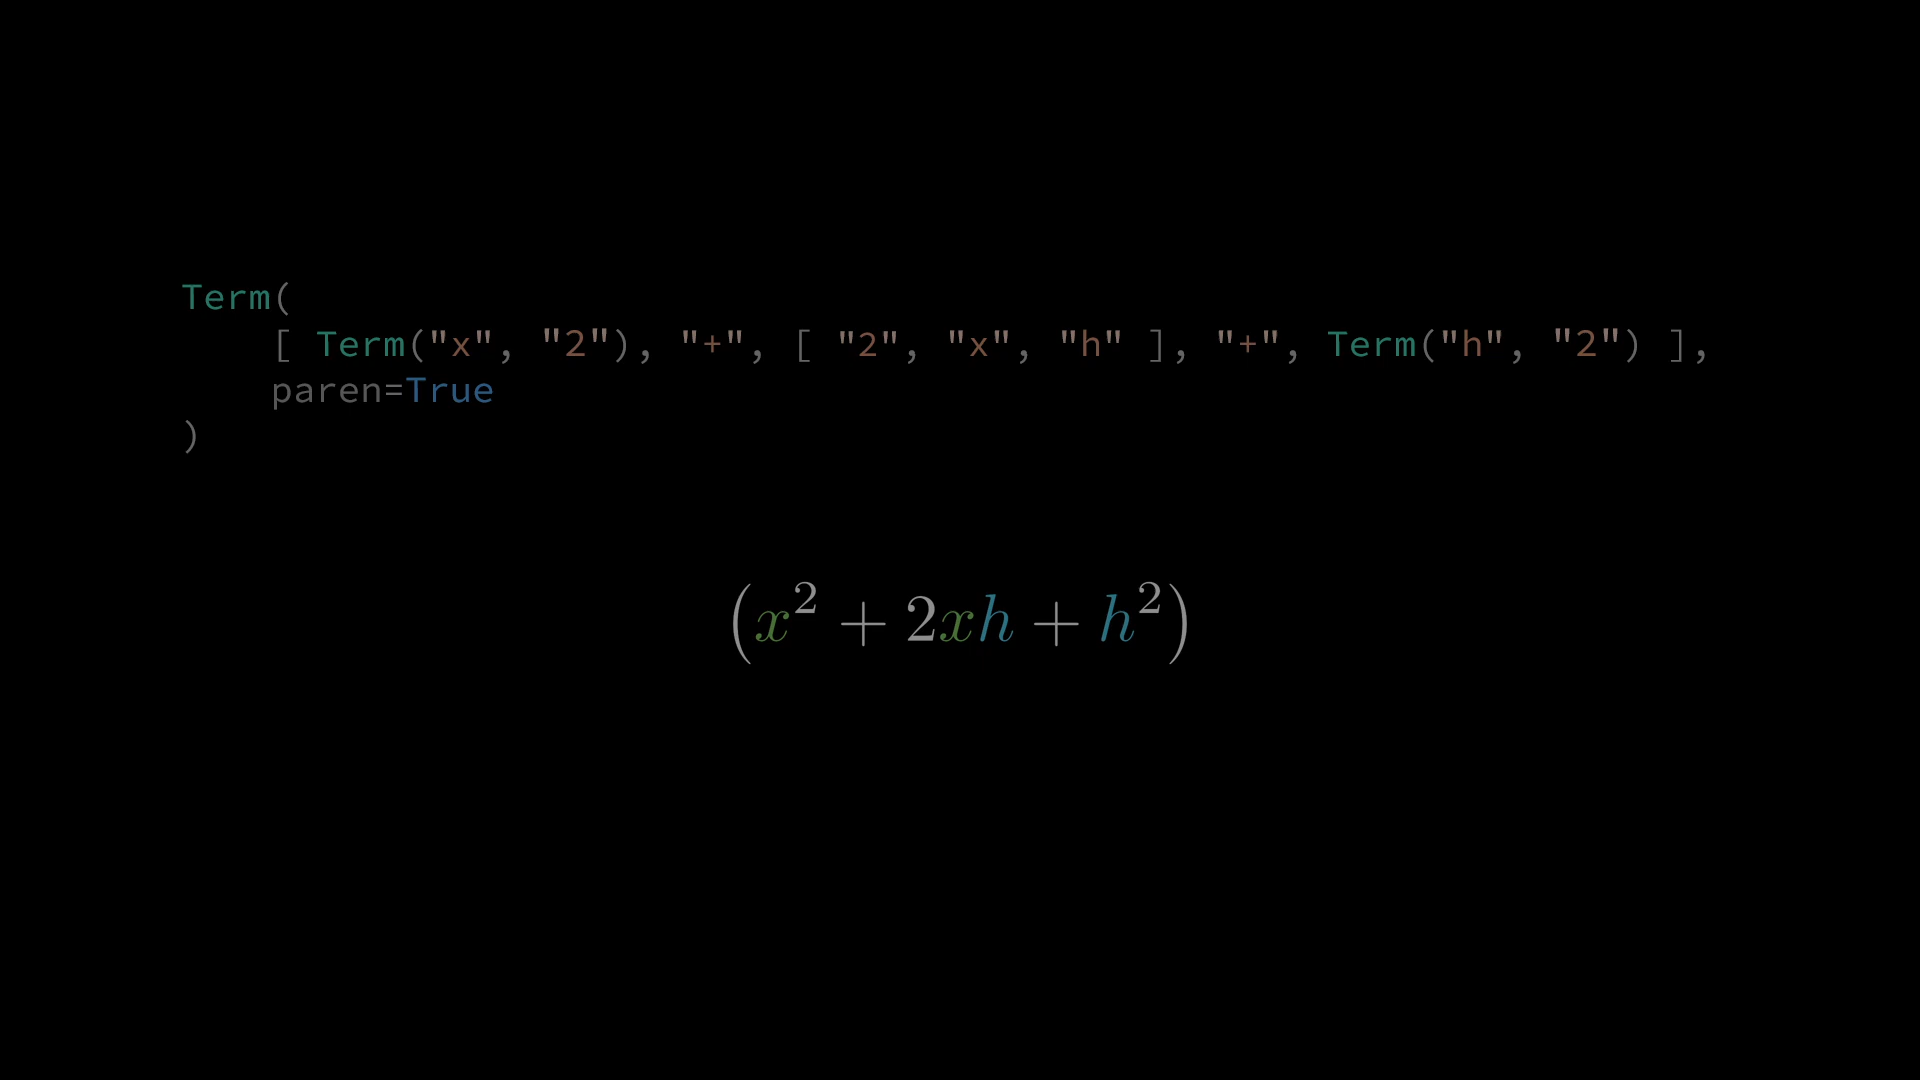 Term(
    [ Term("x", "2"), "+", [ "2", "x", "h" ], "+", Term("h", "2") ],
    paren=True
)
(x² + 2xh + h²)